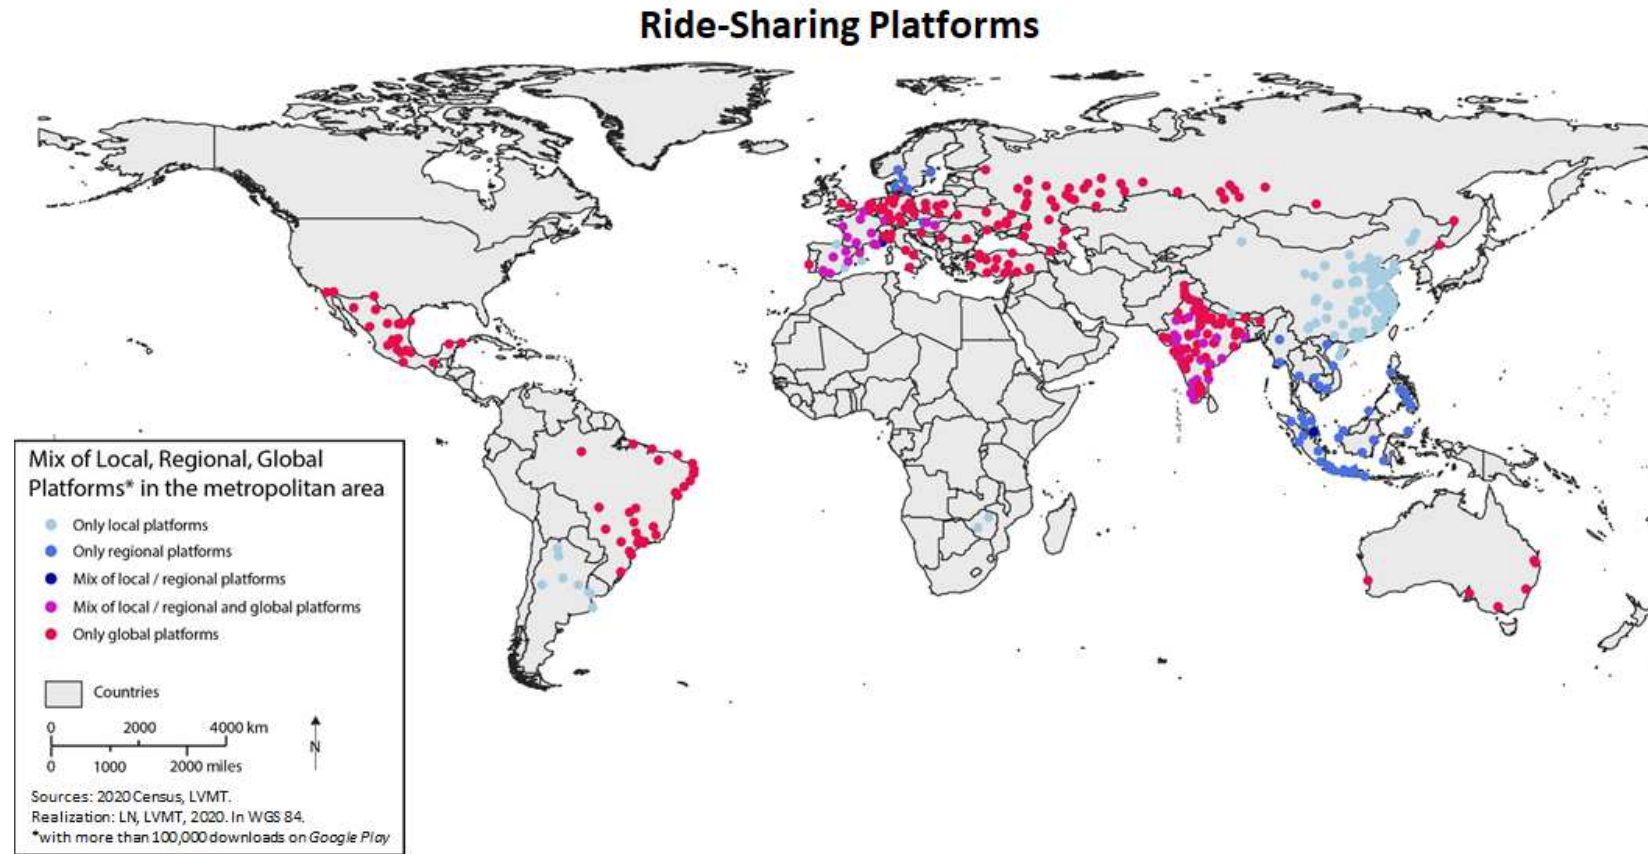 Ride-Sharing Platforms
Mix of Local, Regional, Global
Platforms* in the metropolitan area
Only local platforms
Only regional platforms
Mix of local / regional platforms
Mix of local / regional and global platforms
Only global platforms
Countries
0 2000 4000 km
N
0 1000 2000 miles
Sources: 2020 Census, LVMT.
Realization: LN, LVMT, 2020. In WGS 84.
*with more than 100,000 downloads on Google Play